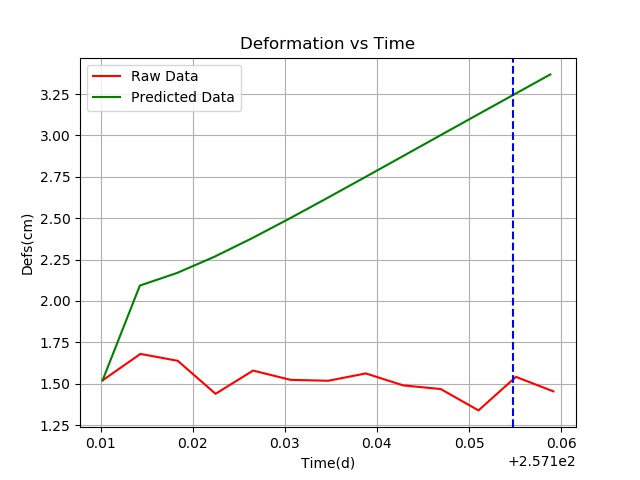 Deformation vs Time
Raw Data
Predicted Data
Defs(cm)
3.25
3.00
2.75
2.50
2.25
2.00
1.75
1.50
1.25
0.01 0.02 0.03 0.04 0.05 0.06
Time(d)
+2.571e2